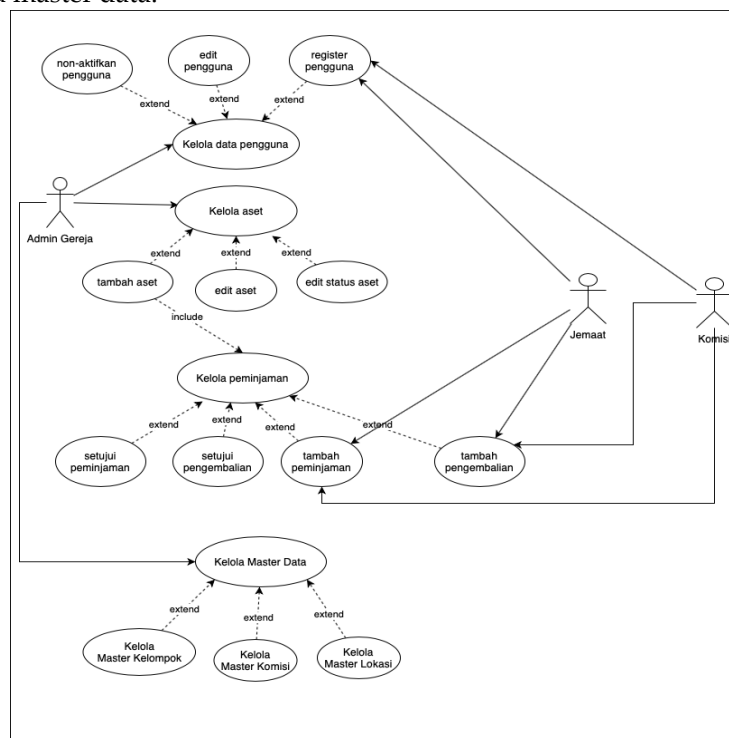 master data.
non-aktifkan
pengguna
edit
pengguna
register
pengguna
extend
extend
extend
Kelola data pengguna
Admin Gereja
Kelola aset
extend
extend
extend
tambah aset
edit aset
edit status aset
include
Jemaat
Komisi
Kelola peminjaman
extend
extend
extend
extend
setujui
peminjaman
setujui
pengembalian
tambah
peminjaman
tambah
pengembalian
Kelola Master Data
extend
extend
extend
Kelola
Master Kelompok
Kelola
Master Komisi
Kelola
Master Lokasi